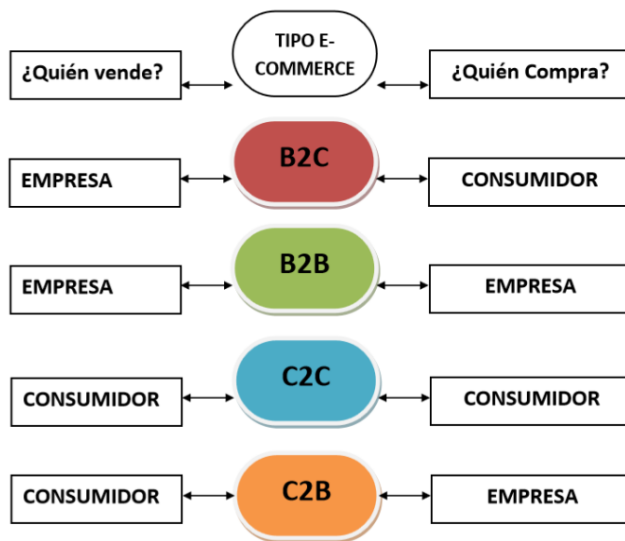 TIPO E-
COMMERCE
¿Quién vende?
¿Quién Compra?
B2C
EMPRESA
CONSUMIDOR
B2B
EMPRESA
EMPRESA
C2C
CONSUMIDOR
CONSUMIDOR
C2B
CONSUMIDOR
EMPRESA